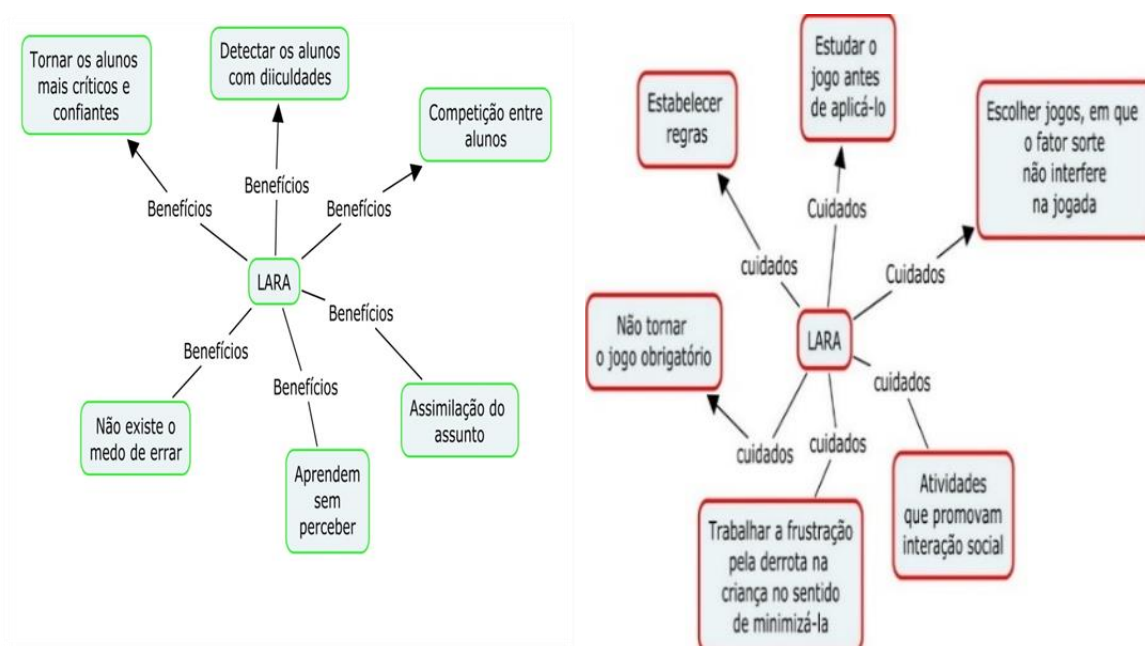 Tornar os alunos
mais críticos e
confiantes
Detectar os alunos
com diiculdades
Competição entre
alunos
Benefícios
Benefícios
Benefícios
LARA
Benefícios
Benefícios
Benefícios
Não existe o
medo de errar
Aprendem
sem
perceber
Assimilação do
assunto
Estabelecer
regras
Estudar o
jogo antes
de aplicá-lo
Escolher jogos, em que
o fator sorte
não interfere
na jogada
cuidados
Cuidados
Cuidados
Não tornar
o jogo obrigatório
LARA
cuidados
cuidados
cuidados
Trabalhar a frustração
pela derrota na
criança no sentido
de minimizá-la
Atividades
que promovam
interação social